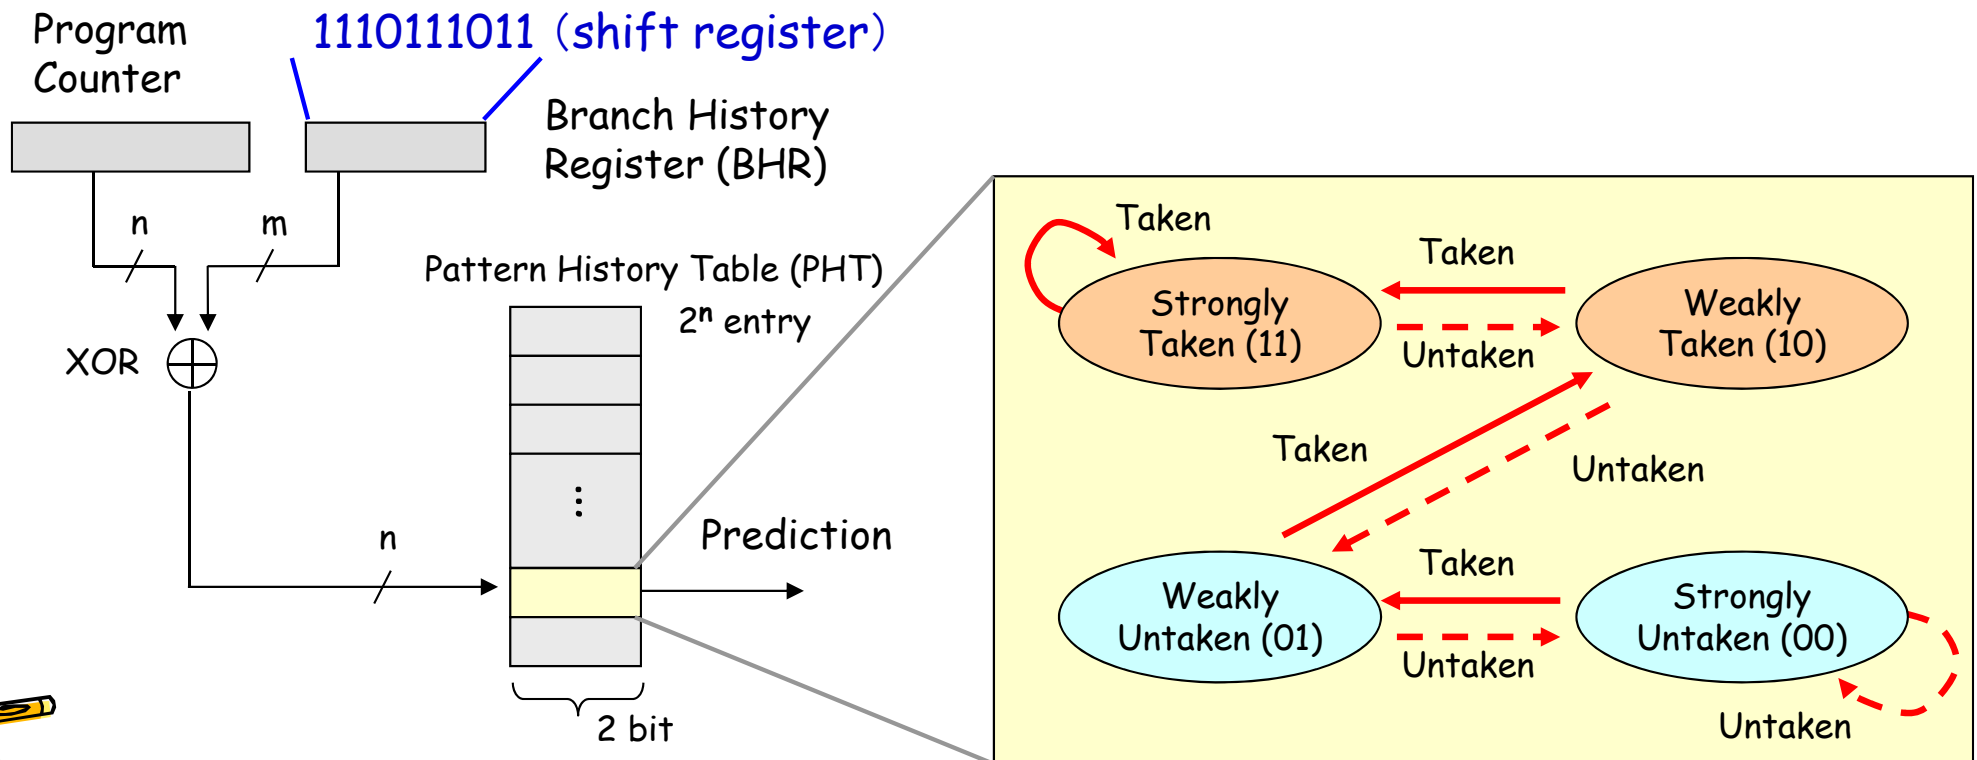 Program
Counter
1110111011 (shift register)
Branch History
Register (BHR)
n
m
Pattern History Table (PHT)
2ⁿ entry
XOR
n
⋮
Prediction
2 bit
Taken
Taken
Strongly
Taken (11)
Weakly
Taken (10)
Untaken
Taken
Untaken
Taken
Weakly
Untaken (01)
Strongly
Untaken (00)
Untaken
Untaken